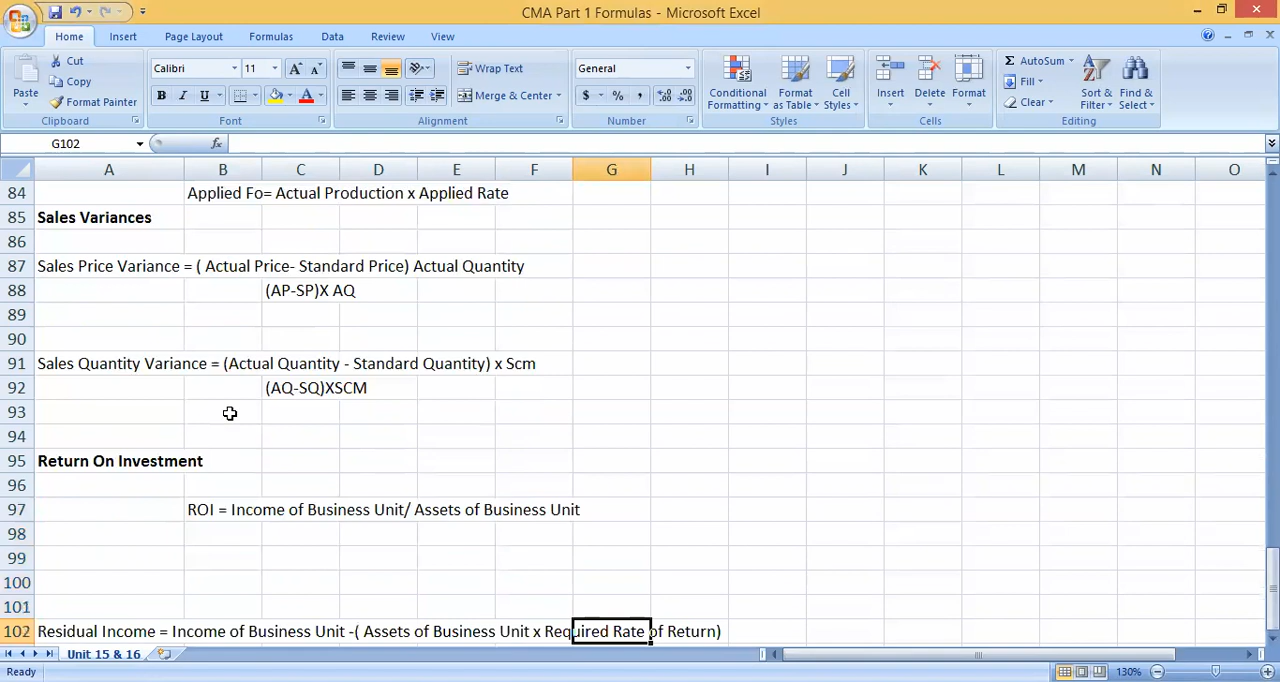 CMA Part 1 Formulas - Microsoft Excel
Home Insert Page Layout Formulas Data Review View
Paste Cut Copy Format Painter
Calibri 11 B I U
Wrap Text Merge & Center
General $ % ,
Conditional Formatting Format as Table Cell Styles
Insert Delete Format
AutoSum Fill Clear Sort & Filter Find & Select
Clipboard Font Alignment Number Styles Cells Editing
G102 fx
A B C D E F G H I J K L M N O
84 Applied Fo= Actual Production x Applied Rate
85 Sales Variances
86
87 Sales Price Variance = ( Actual Price- Standard Price) Actual Quantity
88 (AP-SP)X AQ
89
90
91 Sales Quantity Variance = (Actual Quantity - Standard Quantity) x Scm
92 (AQ-SQ)XSCM
93
94
95 Return On Investment
96
97 ROI = Income of Business Unit/ Assets of Business Unit
98
99
100
101
102 Residual Income = Income of Business Unit -( Assets of Business Unit x Required Rate of Return)
Unit 15 & 16
Ready 130%